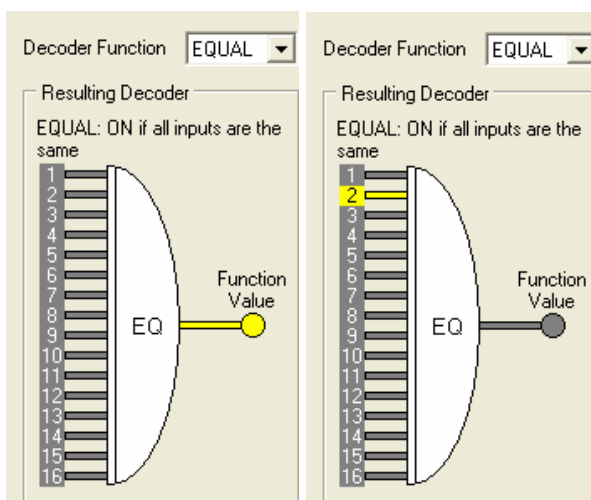 Decoder Function EQUAL
Resulting Decoder
EQUAL: ON if all inputs are the
same
1
2
3
4
5
6
7
8
9
10
11
12
13
14
15
16
EQ
Function
Value
Decoder Function EQUAL
Resulting Decoder
EQUAL: ON if all inputs are the
same
1
2
3
4
5
6
7
8
9
10
11
12
13
14
15
16
EQ
Function
Value